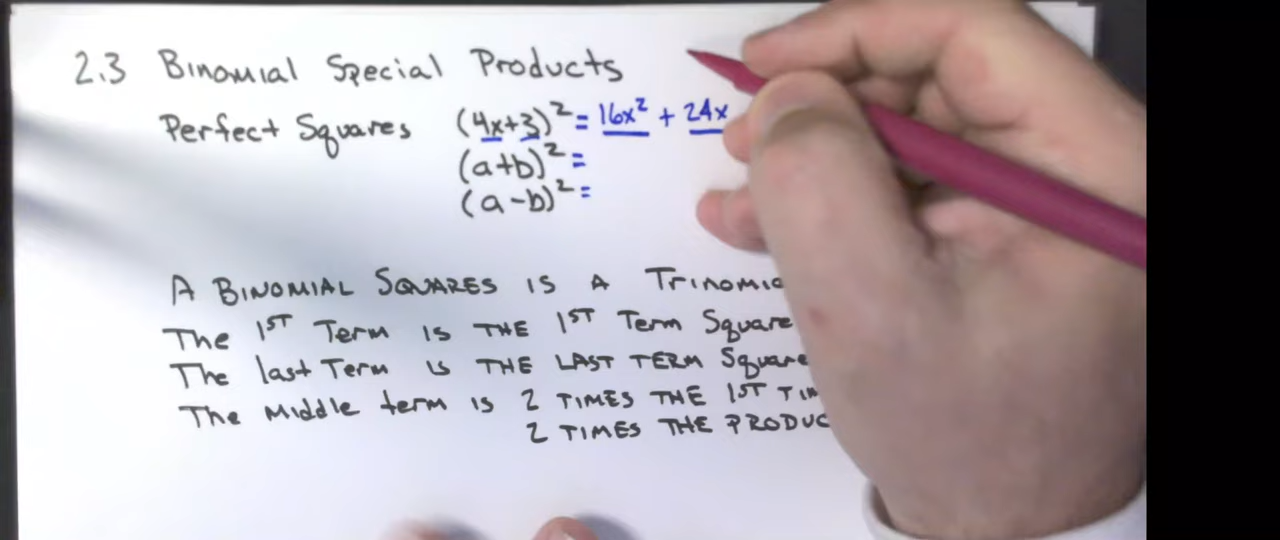 2.3 Binomial Special Products
Perfect Squares (4x+3)² = 16x² + 24x
(a+b)² =
(a-b)² =
A BINOMIAL SQUARES IS A
The 1ST Term IS THE 1ST Term Square
The last Term IS THE LAST TERM Square
The Middle term is 2 TIMES THE 1ST
2 TIMES THE